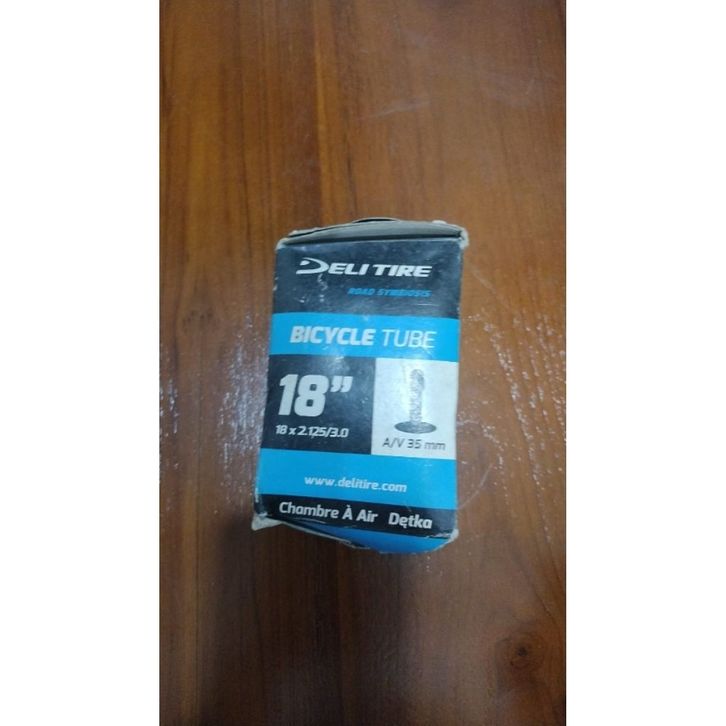 DELI TIRE
ROAD SYMBIOSIS
BICYCLE TUBE
18"
18 x 2.125/3.0
A/V 35 mm
www.delitire.com
Chambre À Air Dętka